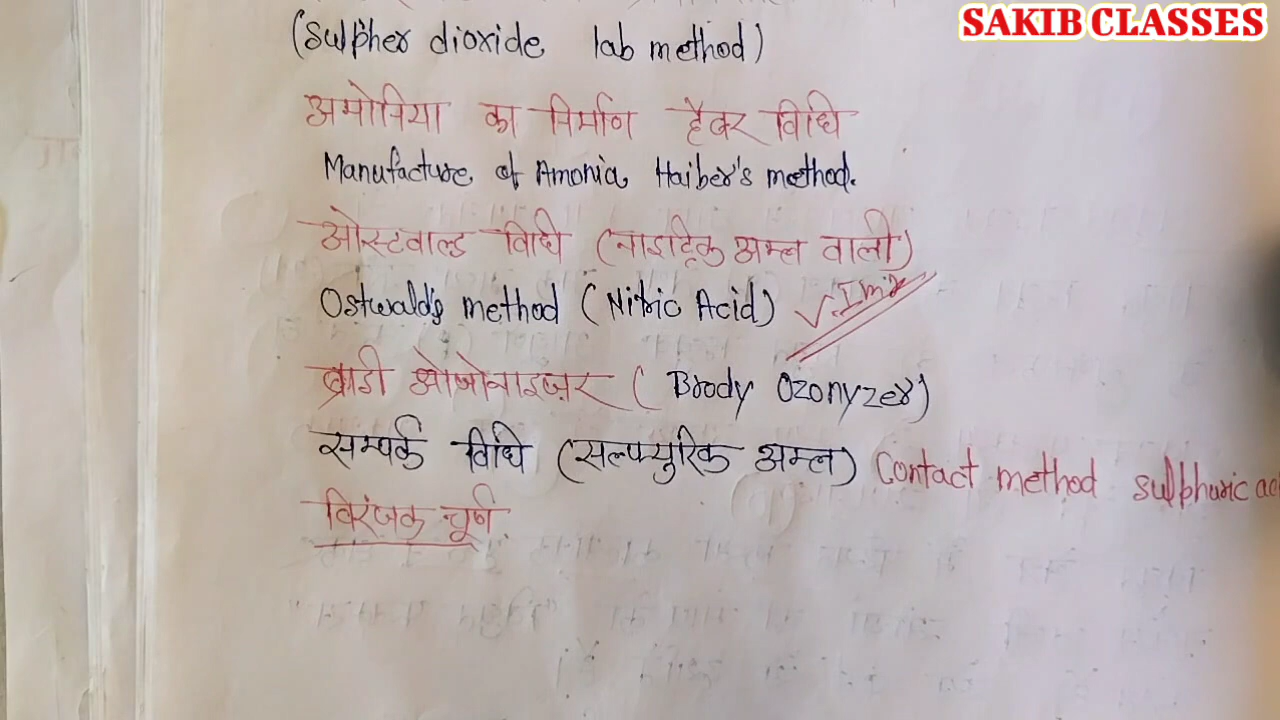 SAKIB CLASSES
(Sulpher dioxide lab method)
अमोनिया का निर्माण हैबर विधि
Manufacture of Amonia Haiber's method.
ओस्टवाल्ड विधि (नाइट्रिक अम्ल वाली)
Ostwald's method (Nitric Acid) V.Imp
ब्राडी ओजोनाइज़र (Brody Ozonyzer)
सम्पर्क विधि (सल्फ्युरिक अम्ल) Contact method sulphuric
विरंजक चूर्ण